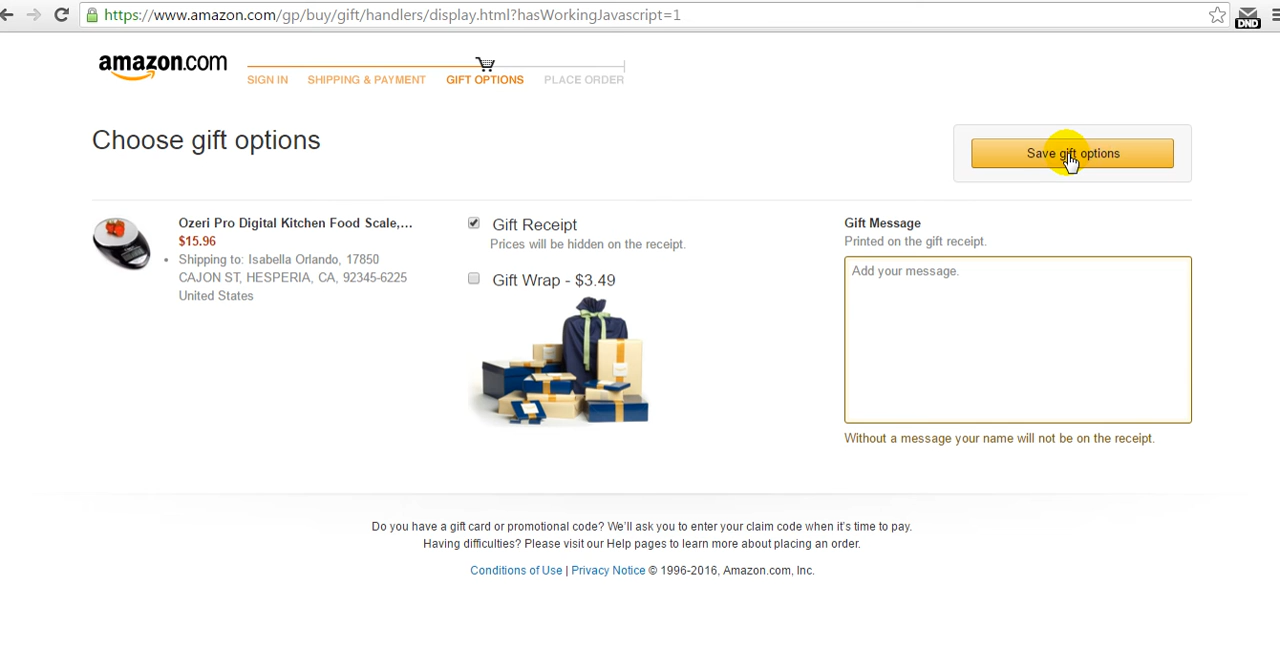 https://www.amazon.com/gp/buy/gift/handlers/display.html?hasWorkingJavascript=1
DND
amazon.com
SIGN IN SHIPPING & PAYMENT GIFT OPTIONS PLACE ORDER
Choose gift options
Save gift options
Ozeri Pro Digital Kitchen Food Scale,...
$15.96
Shipping to: Isabella Orlando, 17850
CAJON ST, HESPERIA, CA, 92345-6225
United States
Gift Receipt
Prices will be hidden on the receipt.
Gift Wrap - $3.49
Gift Message
Printed on the gift receipt.
Add your message.
Without a message your name will not be on the receipt.
Do you have a gift card or promotional code? We'll ask you to enter your claim code when it's time to pay.
Having difficulties? Please visit our Help pages to learn more about placing an order.
Conditions of Use | Privacy Notice © 1996-2016, Amazon.com, Inc.